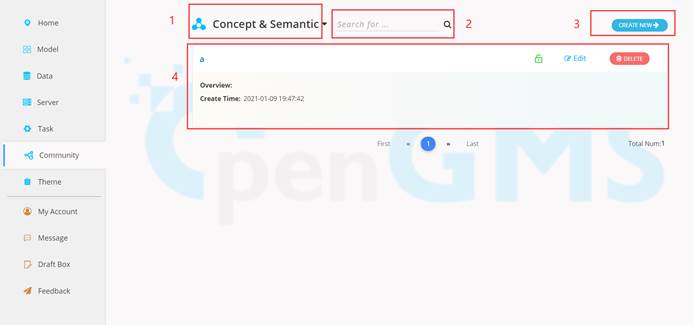 Home
Model
Data
Server
Task
Community
Theme
My Account
Message
Draft Box
Feedback
1
Concept & Semantic
Search for ...
2
3
CREATE NEW
4
a
Edit
DELETE
Overview:
Create Time: 2021-01-09 19:47:42
First « 1 » Last
Total Num:1
OpenGMS